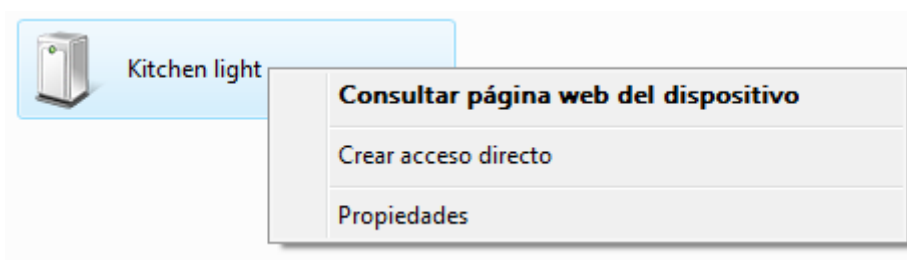 Kitchen light
Consultar página web del dispositivo
Crear acceso directo
Propiedades